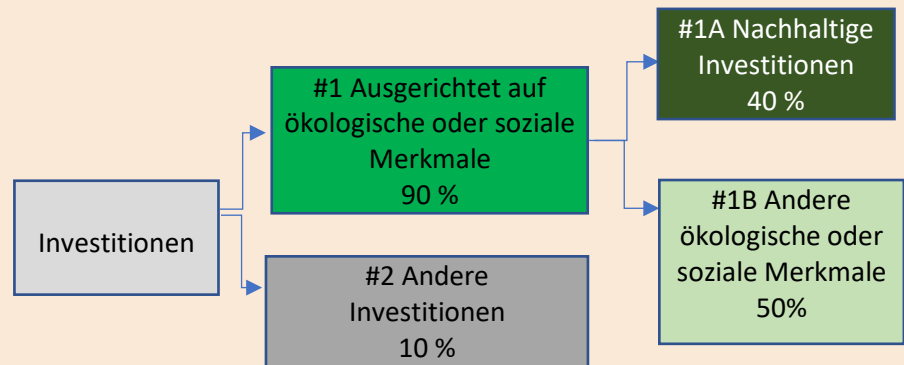 Investitionen
#1 Ausgerichtet auf
ökologische oder soziale
Merkmale
90 %
#2 Andere
Investitionen
10 %
#1A Nachhaltige
Investitionen
40 %
#1B Andere
ökologische oder
soziale Merkmale
50%